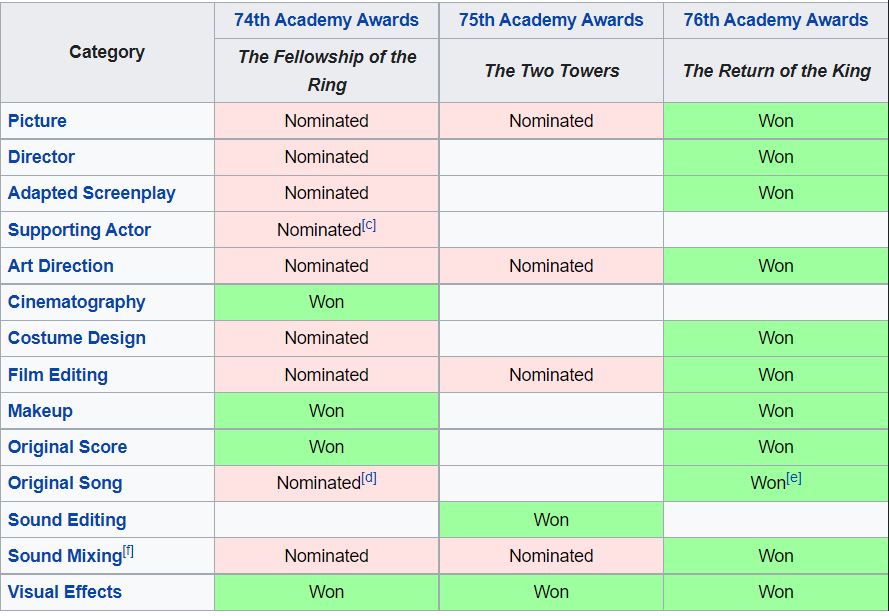 Category 74th Academy Awards 75th Academy Awards 76th Academy Awards
The Fellowship of the Ring The Two Towers The Return of the King
Picture Nominated Nominated Won
Director Nominated Won
Adapted Screenplay Nominated Won
Supporting Actor Nominated[c]
Art Direction Nominated Nominated Won
Cinematography Won
Costume Design Nominated Won
Film Editing Nominated Nominated Won
Makeup Won Won
Original Score Won Won
Original Song Nominated[d] Won[e]
Sound Editing Won
Sound Mixing[f] Nominated Nominated Won
Visual Effects Won Won Won